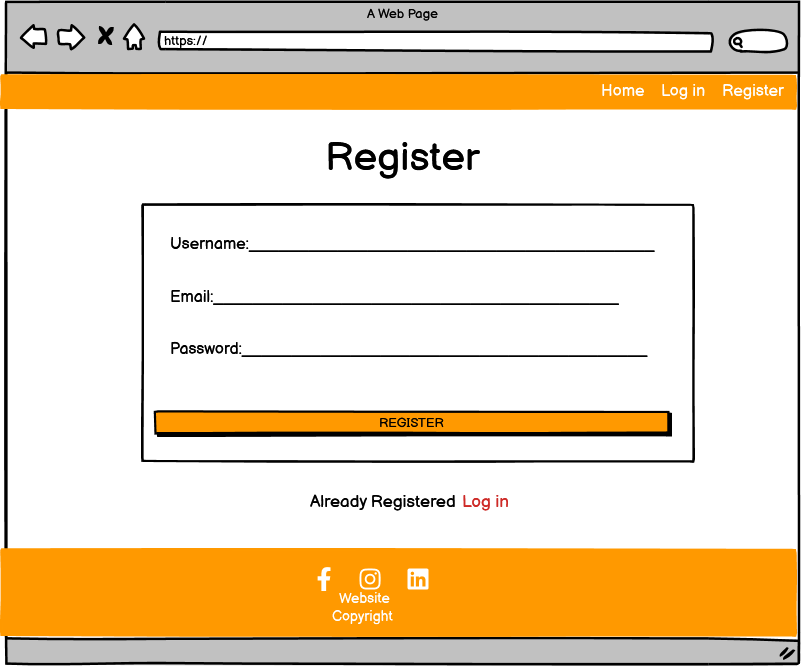 A Web Page
https://
Home Log in Register
Register
Username:
Email:
Password:
REGISTER
Already Registered Log in
Website
Copyright